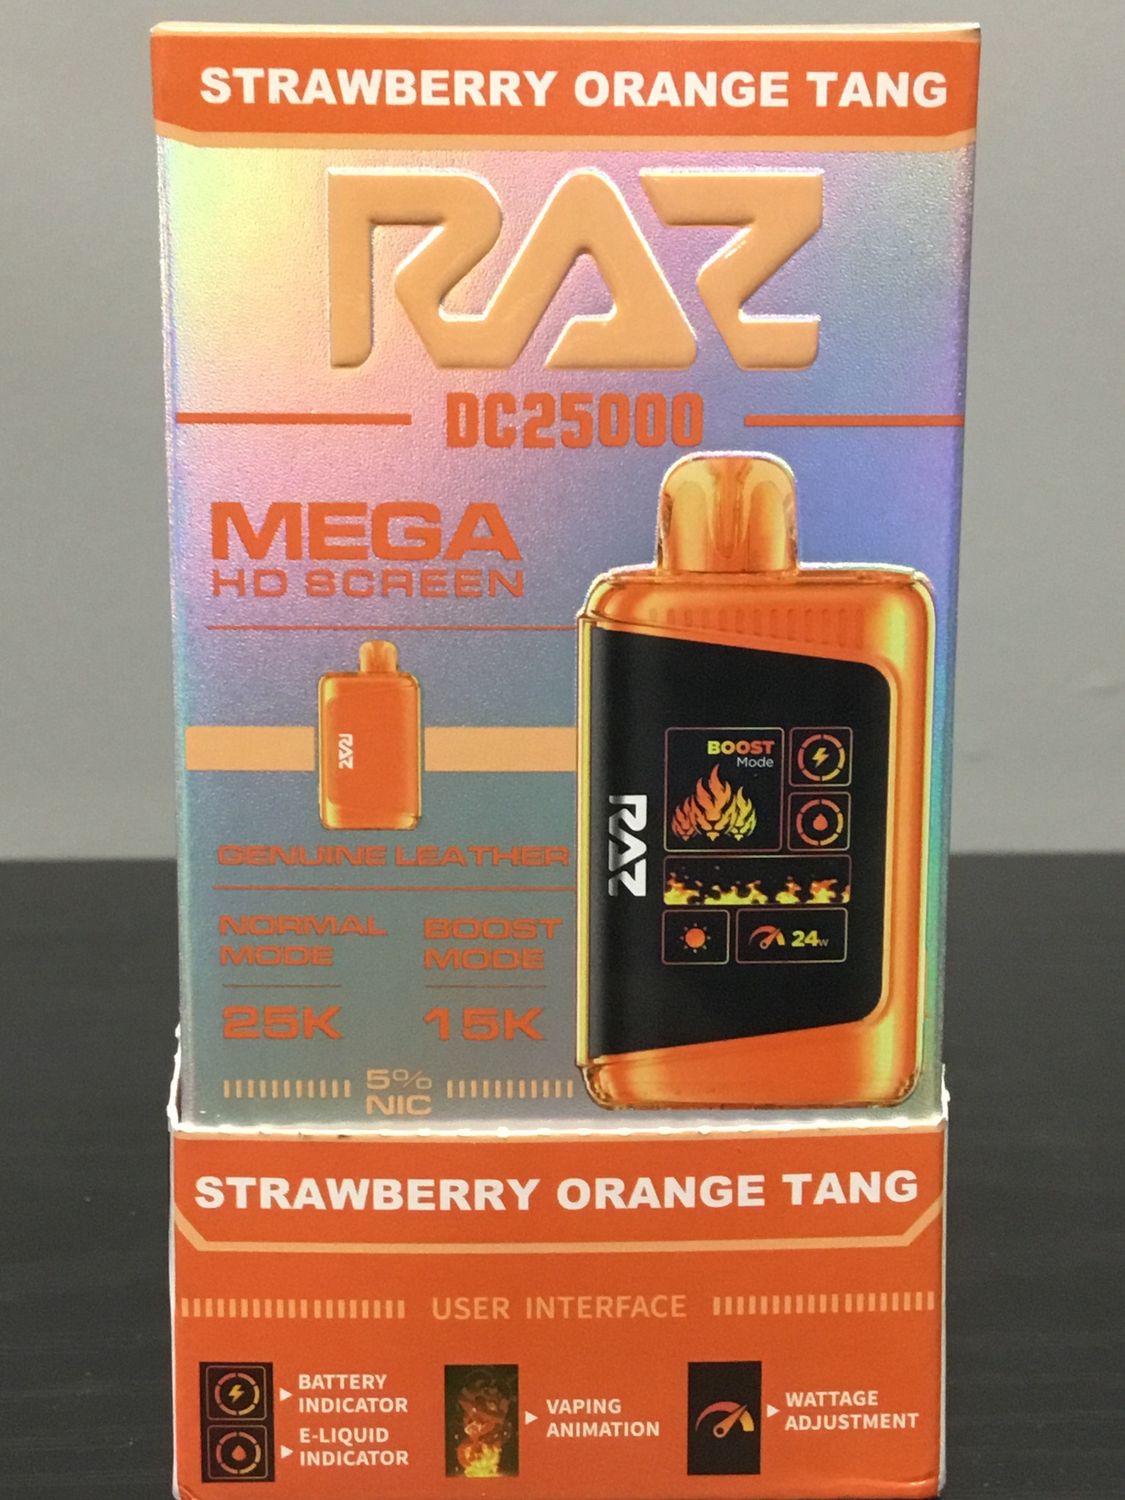 STRAWBERRY ORANGE TANG
RAZ
DC25000
MEGA
HD SCREEN
RAZ
GENUINE LEATHER
NORMAL
MODE
25K
BOOST
MODE
15K
5%
NIC
BOOST
Mode
RAZ
24W
STRAWBERRY ORANGE TANG
USER INTERFACE
BATTERY
INDICATOR
E-LIQUID
INDICATOR
VAPING
ANIMATION
WATTAGE
ADJUSTMENT